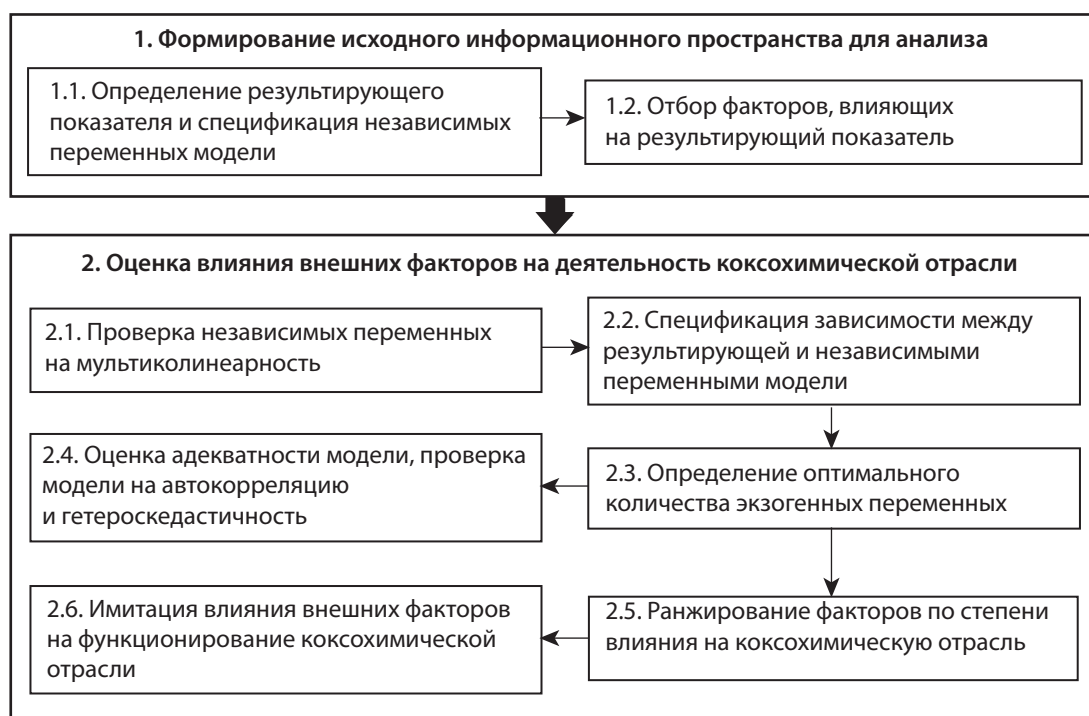 1. Формирование исходного информационного пространства для анализа
1.1. Определение результирующего
показателя и спецификация независимых
переменных модели
1.2. Отбор факторов, влияющих
на результирующий показатель
2. Оценка влияния внешних факторов на деятельность коксохимической отрасли
2.1. Проверка независимых переменных
на мультиколинеарность
2.2. Спецификация зависимости между
результирующей и независимыми
переменными модели
2.3. Определение оптимального
количества экзогенных переменных
2.4. Оценка адекватности модели, проверка
модели на автокорреляцию
и гетероскедастичность
2.5. Ранжирование факторов по степени
влияния на коксохимическую отрасль
2.6. Имитация влияния внешних факторов
на функционирование коксохимической
отрасли